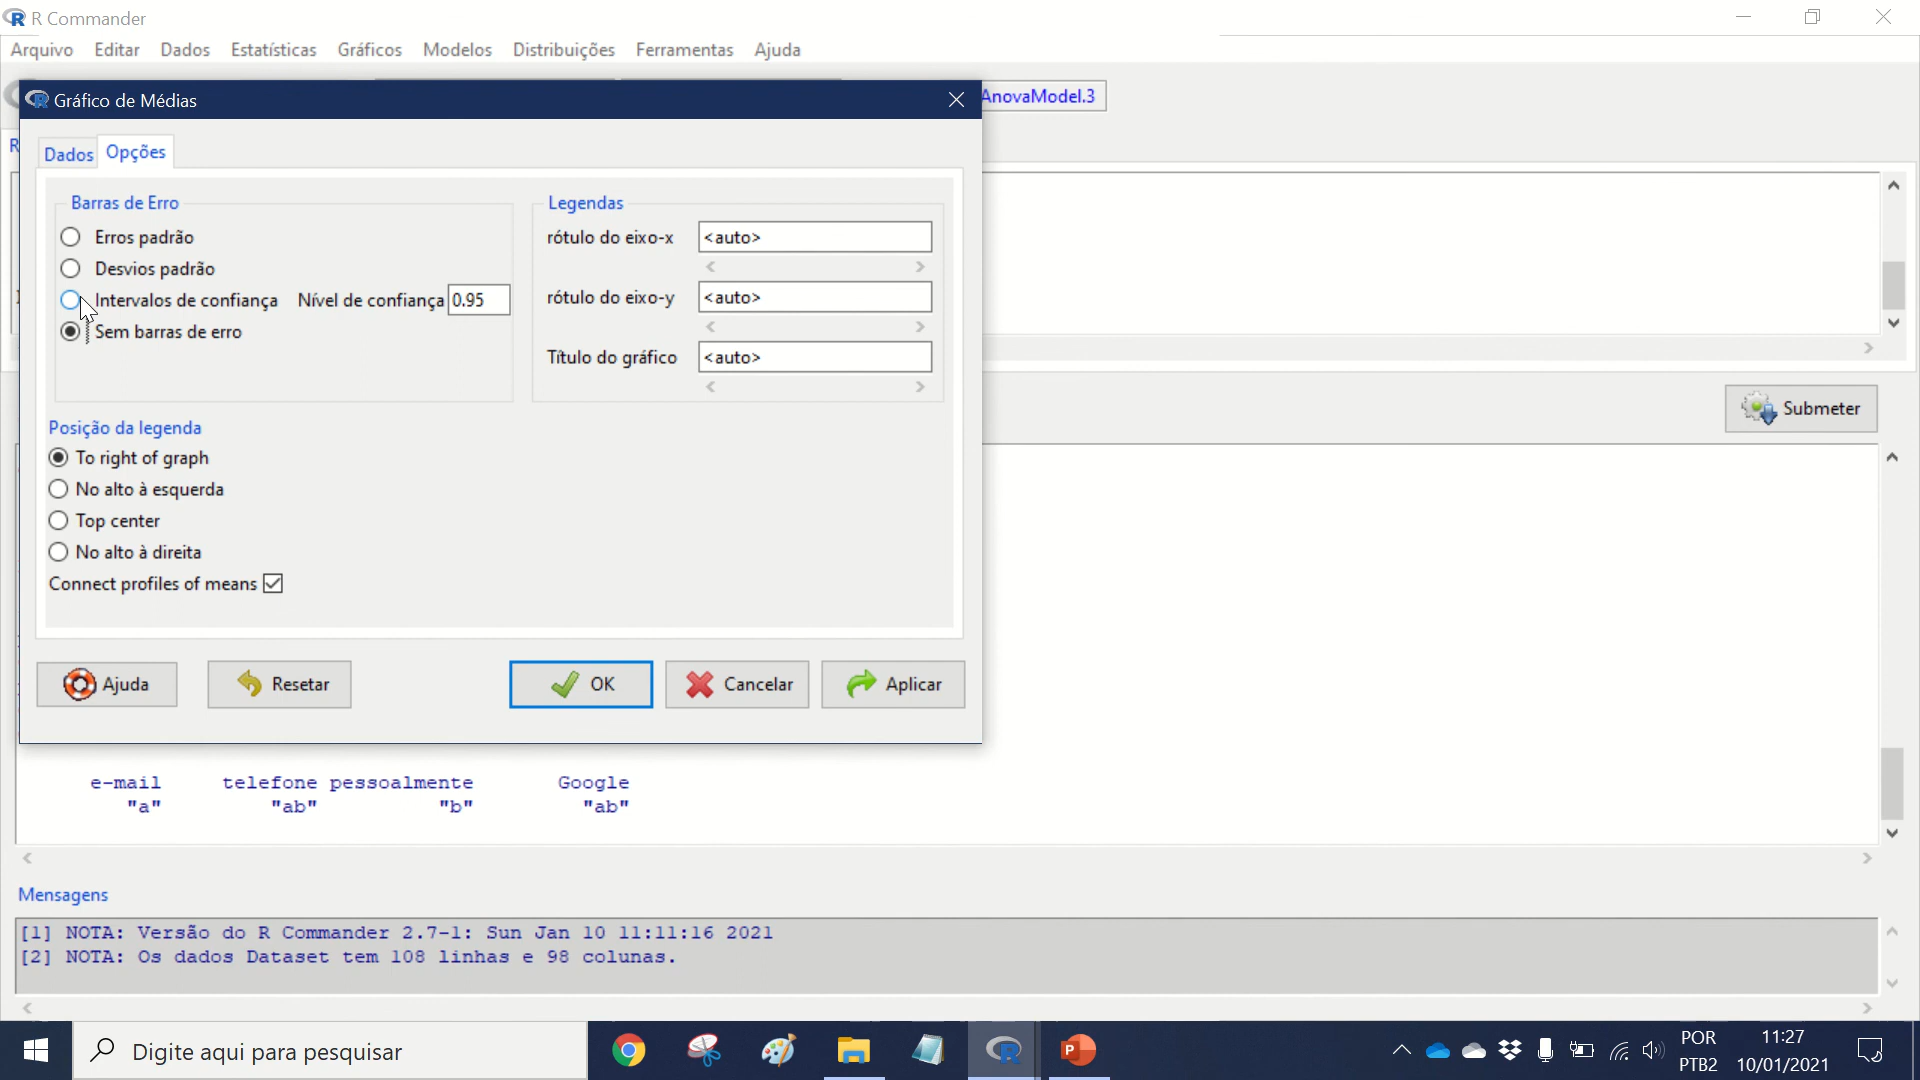 R Commander
Arquivo Editar Dados Estatísticas Gráficos Modelos Distribuições Ferramentas Ajuda
Gráfico de Médias
AnovaModel.3
Dados Opções
Barras de Erro
Erros padrão
Desvios padrão
Intervalos de confiança Nível de confiança 0.95
Sem barras de erro
Legendas
rótulo do eixo-x <auto>
rótulo do eixo-y <auto>
Título do gráfico <auto>
Submeter
Posição da legenda
To right of graph
No alto à esquerda
Top center
No alto à direita
Connect profiles of means
Ajuda Resetar OK Cancelar Aplicar
e-mail telefone pessoalmente Google
"a" "ab" "b" "ab"
Mensagens
[1] NOTA: Versão do R Commander 2.7-1: Sun Jan 10 11:11:16 2021
[2] NOTA: Os dados Dataset tem 108 linhas e 98 colunas.
Digite aqui para pesquisar
POR
PTB2
11:27
10/01/2021